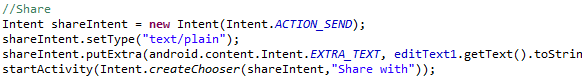 //Share
Intent shareIntent = new Intent(Intent.ACTION_SEND);
shareIntent.setType("text/plain");
shareIntent.putExtra(android.content.Intent.EXTRA_TEXT, editText1.getText().toStrin
startActivity(Intent.createChooser(shareIntent,"Share with"));